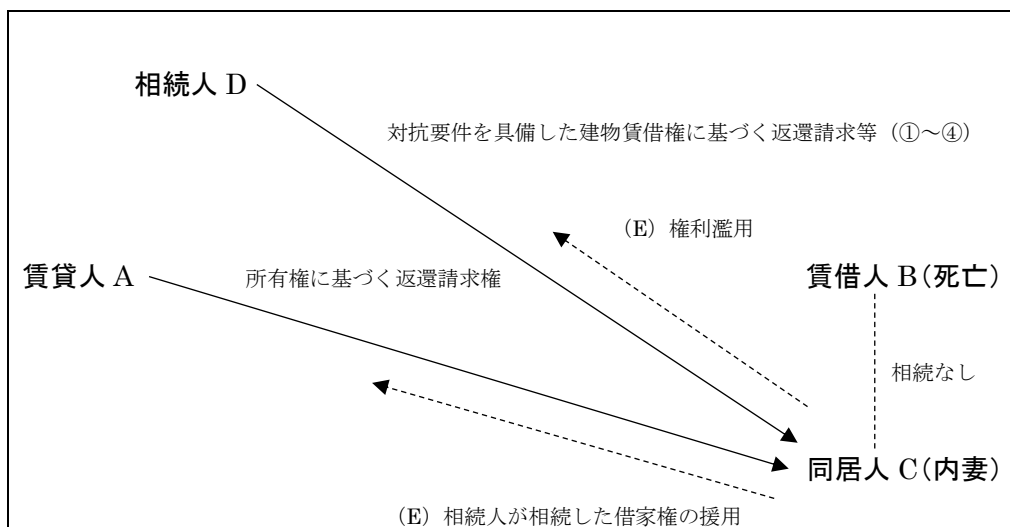 相続人 D
対抗要件を具備した建物賃借権に基づく返還請求等（①～④）
（E）権利濫用
賃貸人 A
所有権に基づく返還請求権
賃借人 B（死亡）
相続なし
同居人 C（内妻）
（E）相続人が相続した借家権の援用